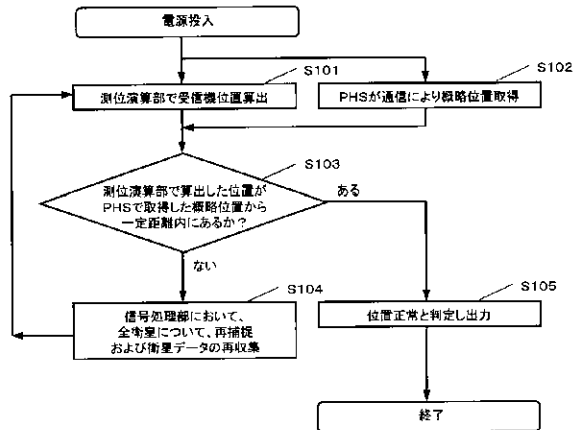 電源投入
S101
測位演算部で受信機位置算出
S102
PHSが通信により概略位置取得
S103
測位演算部で算出した位置が
PHSで取得した概略位置から
一定距離内にあるか？
ある
ない
S104
信号処理部において、
全衛星について、再捕捉
および衛星データの再収集
S105
位置正常と判定し出力
終了